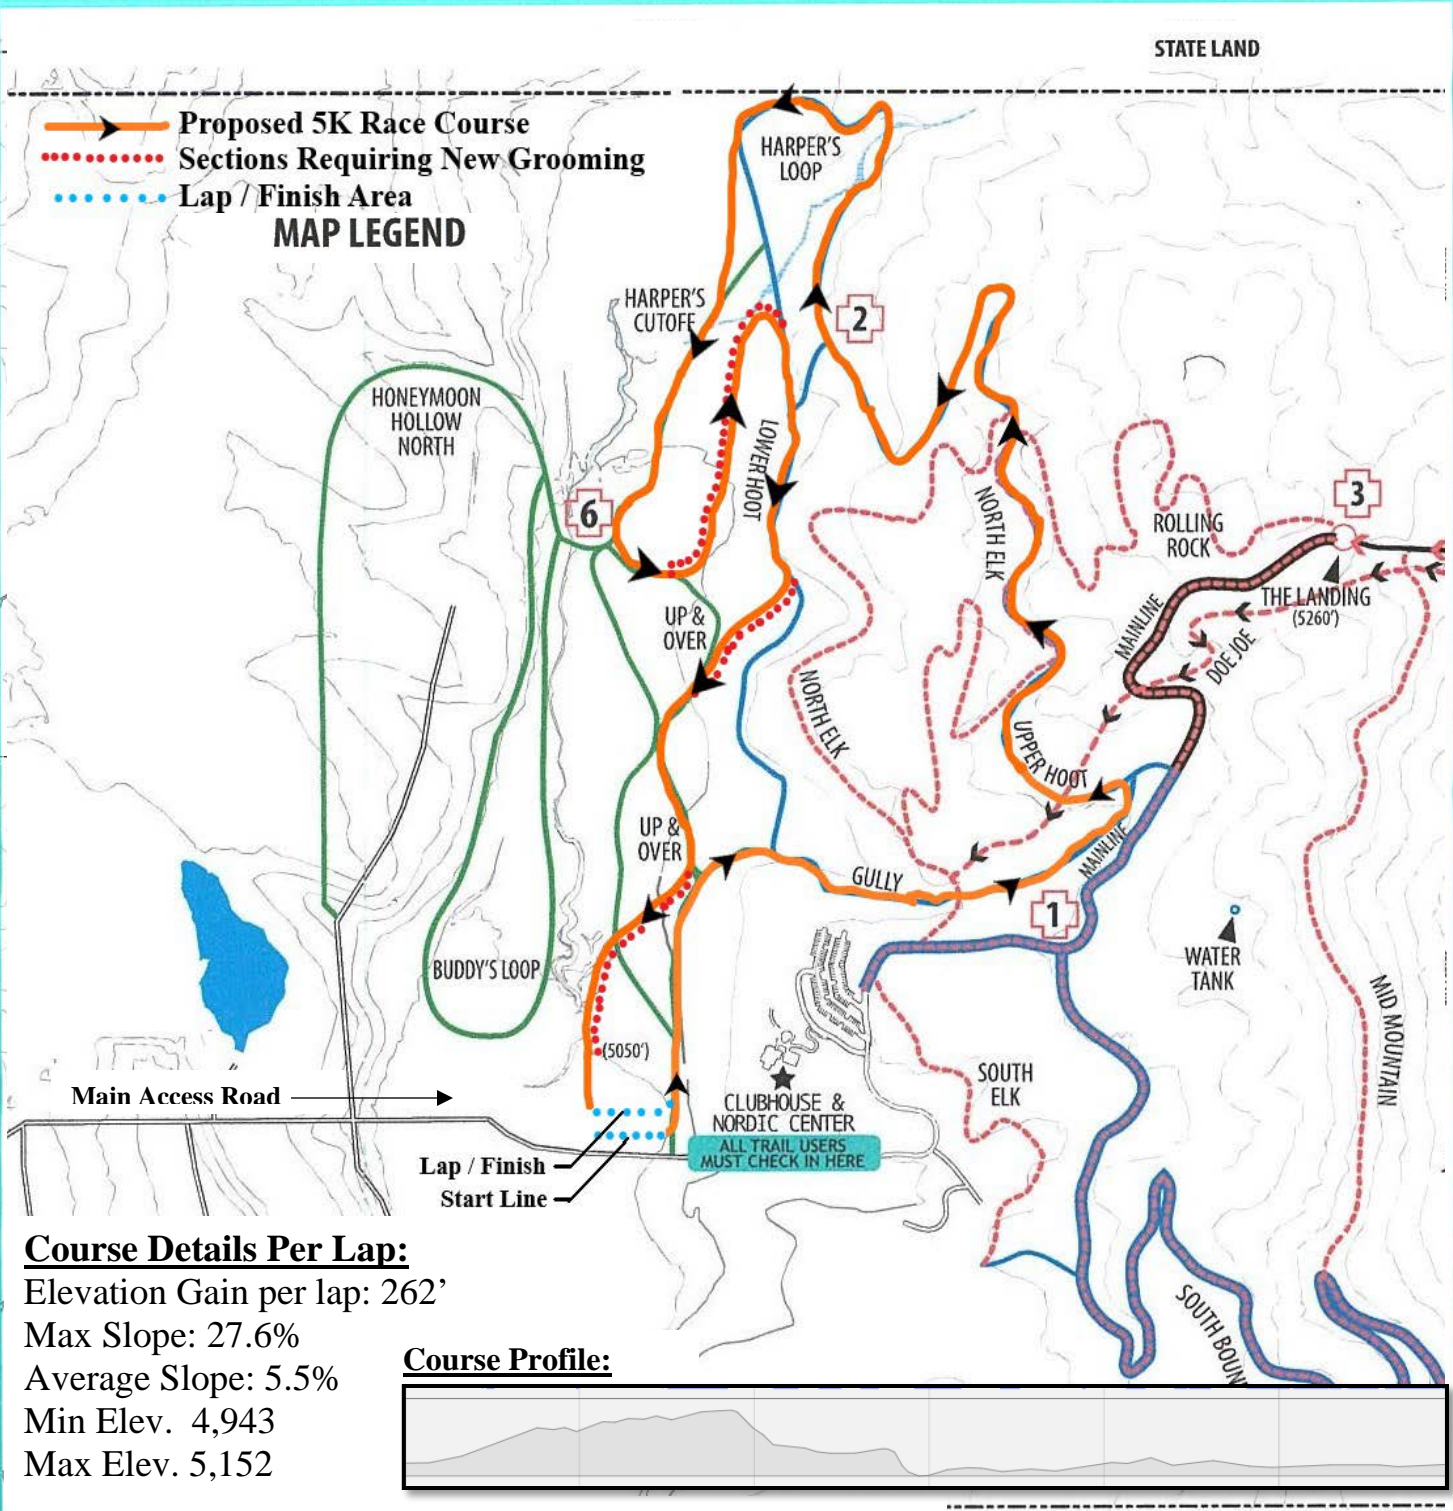 STATE LAND
Proposed 5K Race Course
Sections Requiring New Grooming
Lap / Finish Area
MAP LEGEND
HARPER'S
LOOP
HARPER'S
CUTOFF
2
HONEYMOON
HOLLOW
NORTH
LOWER HOOT
6
NORTH ELK
3
ROLLING
ROCK
THE LANDING
(5260')
MAINLINE
DOE JOE
UP &
OVER
NORTH ELK
UPPER HOOT
UP &
OVER
MAINLINE
GULLY
1
BUDDY'S LOOP
WATER
TANK
MID MOUNTAIN
(5050')
SOUTH
ELK
Main Access Road
CLUBHOUSE &
NORDIC CENTER
ALL TRAIL USERS
MUST CHECK IN HERE
Lap / Finish
Start Line
SOUTH BOUN
Course Details Per Lap:
Elevation Gain per lap: 262’
Max Slope: 27.6%
Average Slope: 5.5%
Min Elev. 4,943
Max Elev. 5,152
Course Profile: